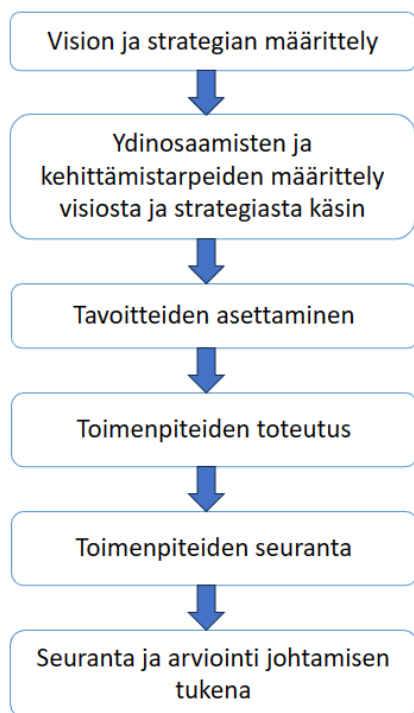 Vision ja strategian määrittely
Ydinosaamisten ja
kehittämistarpeiden määrittely
visiosta ja strategiasta käsin
Tavoitteiden asettaminen
Toimenpiteiden toteutus
Toimenpiteiden seuranta
Seuranta ja arviointi johtamisen
tukena